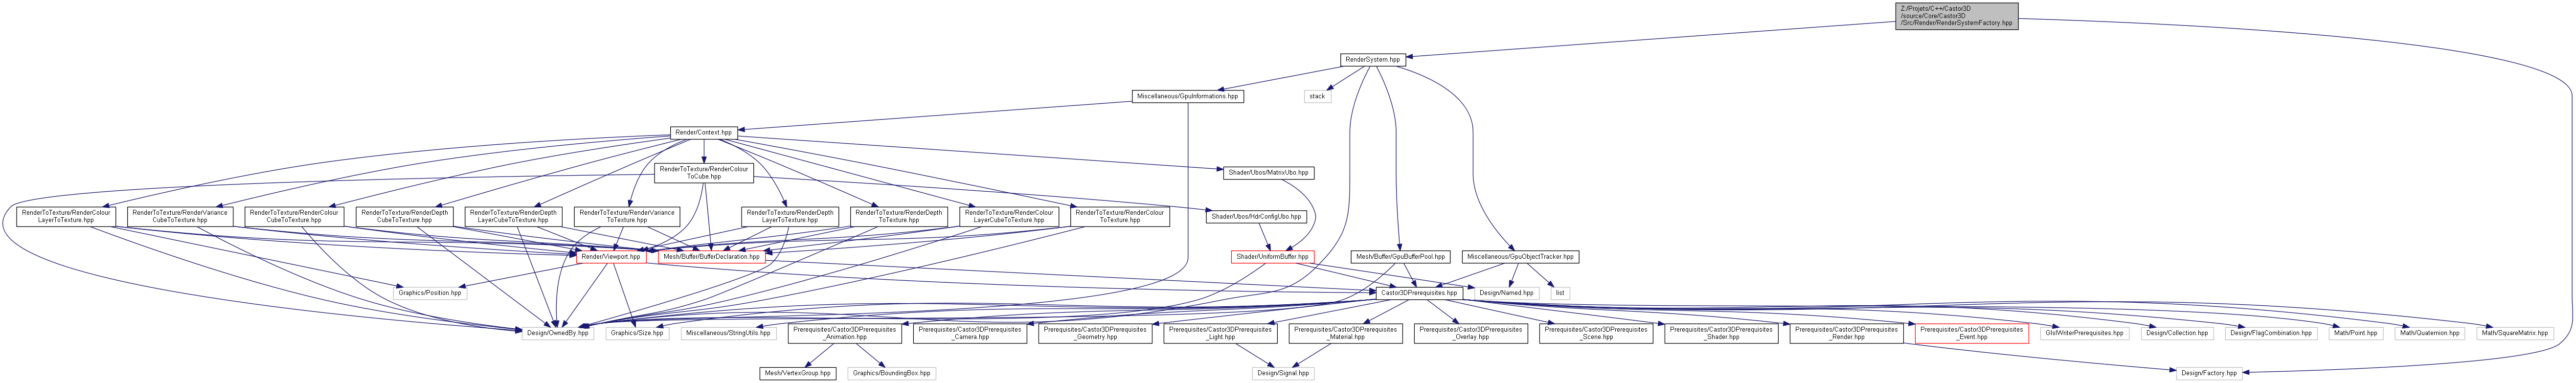 Z:/Projets/C++/Castor3D
/source/Core/Castor3D
/Src/Render/RenderSystemFactory.hpp
RenderSystem.hpp
Miscellaneous/GpuInformations.hpp
stack
Render/Context.hpp
RenderToTexture/RenderColour
ToCube.hpp
Shader/Ubos/MatrixUbo.hpp
RenderToTexture/RenderColour
LayerToTexture.hpp
RenderToTexture/RenderVariance
CubeToTexture.hpp
RenderToTexture/RenderColour
CubeToTexture.hpp
RenderToTexture/RenderDepth
CubeToTexture.hpp
RenderToTexture/RenderDepth
LayerCubeToTexture.hpp
RenderToTexture/RenderVariance
ToTexture.hpp
RenderToTexture/RenderDepth
LayerToTexture.hpp
RenderToTexture/RenderDepth
ToTexture.hpp
RenderToTexture/RenderColour
LayerCubeToTexture.hpp
RenderToTexture/RenderColour
ToTexture.hpp
Shader/Ubos/HdrConfigUbo.hpp
Render/Viewport.hpp
Mesh/Buffer/BufferDeclaration.hpp
Shader/UniformBuffer.hpp
Mesh/Buffer/GpuBufferPool.hpp
Miscellaneous/GpuObjectTracker.hpp
Graphics/Position.hpp
Castor3DPrerequisites.hpp
Design/Named.hpp
list
Design/OwnedBy.hpp
Graphics/Size.hpp
Miscellaneous/StringUtils.hpp
Prerequisites/Castor3DPrerequisites
_Animation.hpp
Prerequisites/Castor3DPrerequisites
_Camera.hpp
Prerequisites/Castor3DPrerequisites
_Geometry.hpp
Prerequisites/Castor3DPrerequisites
_Light.hpp
Prerequisites/Castor3DPrerequisites
_Material.hpp
Prerequisites/Castor3DPrerequisites
_Overlay.hpp
Prerequisites/Castor3DPrerequisites
_Scene.hpp
Prerequisites/Castor3DPrerequisites
_Shader.hpp
Prerequisites/Castor3DPrerequisites
_Render.hpp
Prerequisites/Castor3DPrerequisites
_Event.hpp
GlslWriterPrerequisites.hpp
Design/Collection.hpp
Design/FlagCombination.hpp
Math/Point.hpp
Math/Quaternion.hpp
Math/SquareMatrix.hpp
Mesh/VertexGroup.hpp
Graphics/BoundingBox.hpp
Design/Signal.hpp
Design/Factory.hpp